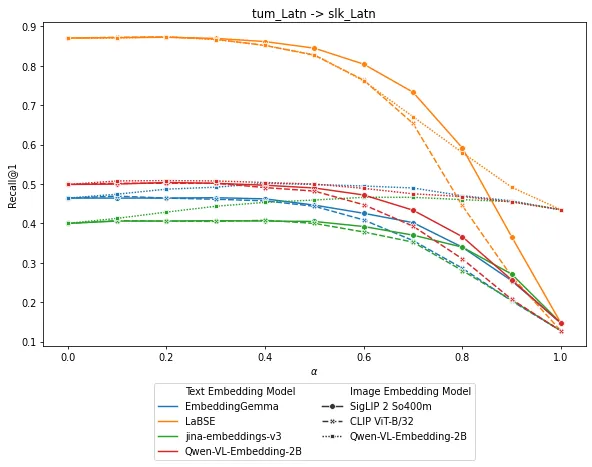 tum_Latn -> slk_Latn
0.9
0.8
0.7
0.6
0.5
0.4
0.3
0.2
0.1
Recall@1
0.0 0.2 0.4 0.6 0.8 1.0
α
Text Embedding Model Image Embedding Model
EmbeddingGemma SigLIP 2 So400m
LaBSE CLIP ViT-B/32
jina-embeddings-v3 Qwen-VL-Embedding-2B
Qwen-VL-Embedding-2B